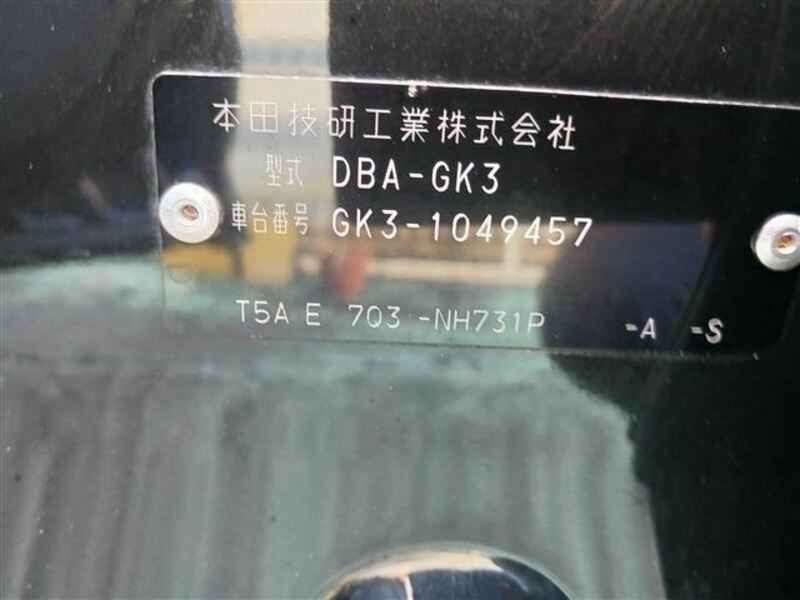 本田技研工業株式会社
型式 DBA-GK3
車台番号 GK3-1049457
T5A E 7Q3 -NH731P =A =S